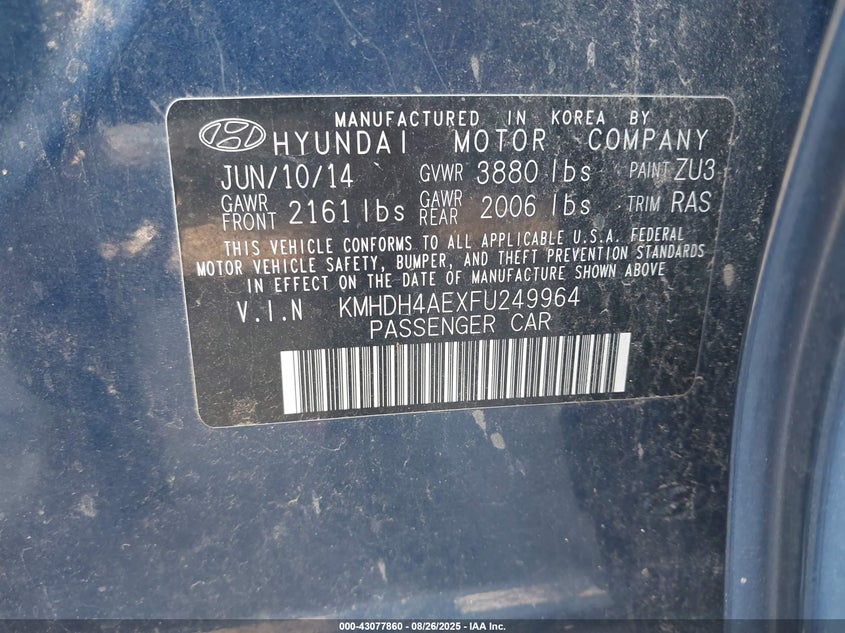 MANUFACTURED IN KOREA BY
HYUNDAI MOTOR COMPANY
JUN/10/14 GVWR 3880 lbs PAINT ZU3
GAWR FRONT 2161 lbs GAWR REAR 2006 lbs TRIM RAS
THIS VEHICLE CONFORMS TO ALL APPLICABLE U.S.A. FEDERAL
MOTOR VEHICLE SAFETY, BUMPER, AND THEFT PREVENTION STANDARDS
IN EFFECT ON THE DATE OF MANUFACTURE SHOWN ABOVE
V.I.N KMHDH4AEXFU249964
PASSENGER CAR
000-43077860 - 08/26/2025 - IAA Inc.